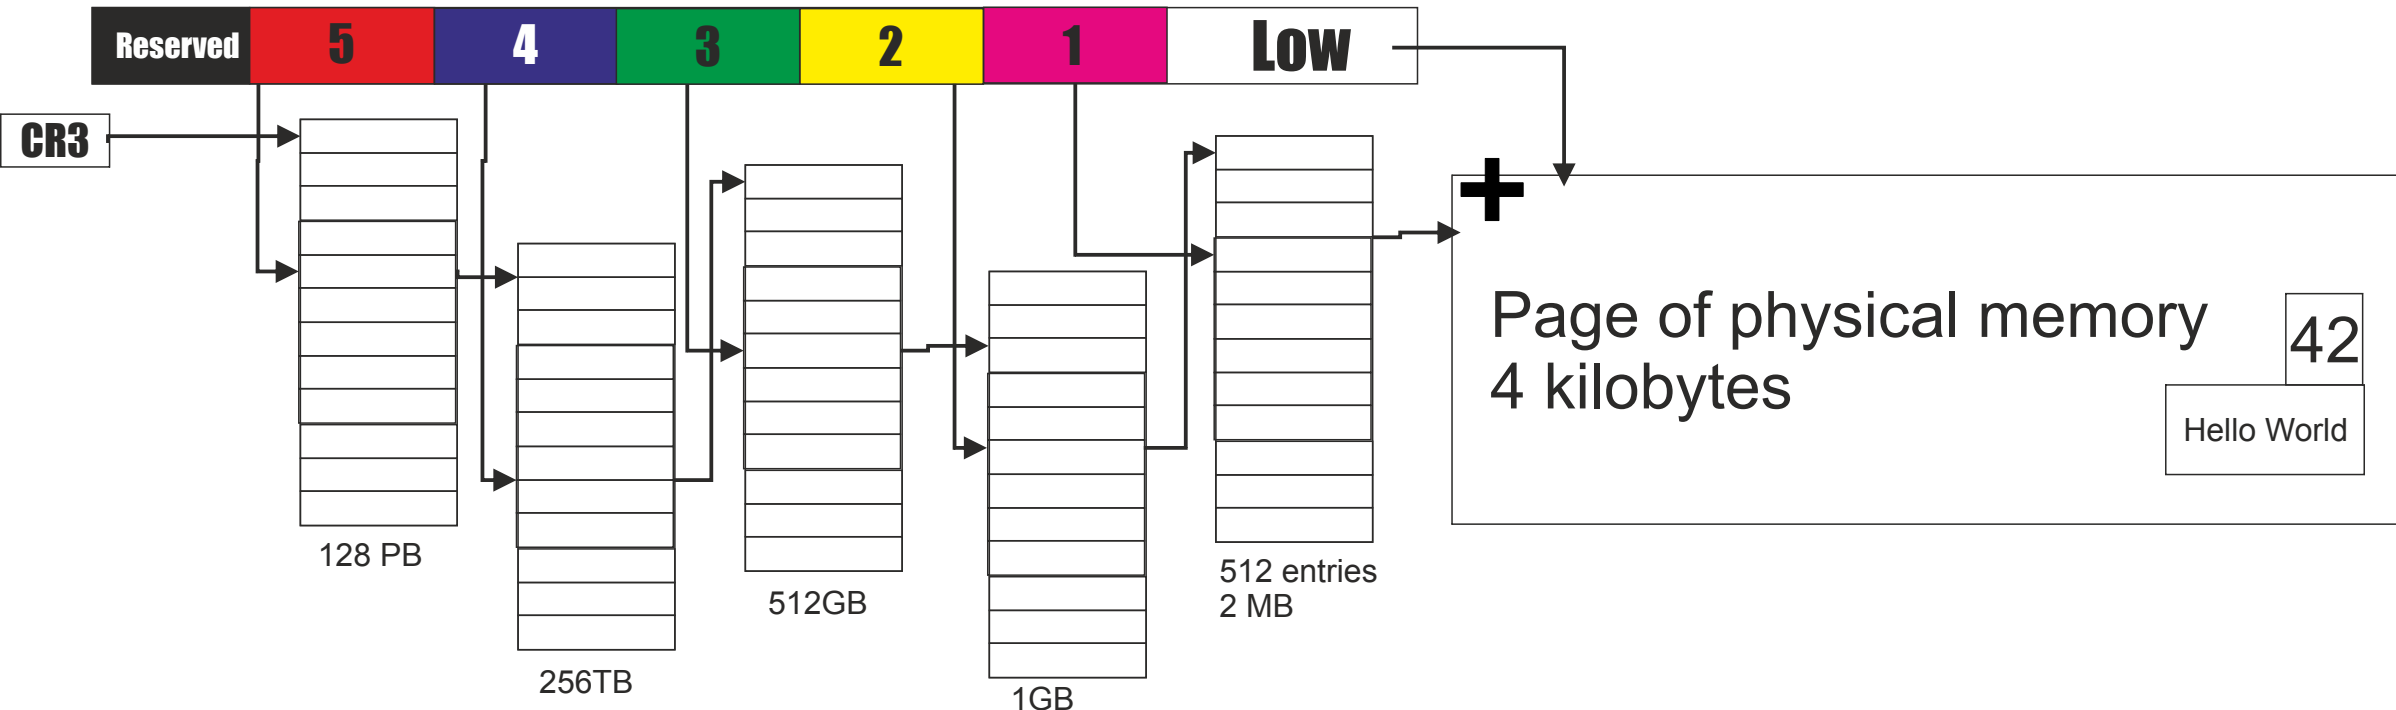 Reserved 5 4 3 2 1 Low
CR3
+
Page of physical memory
4 kilobytes
42
Hello World
128 PB
256TB
512GB
1GB
512 entries
2 MB